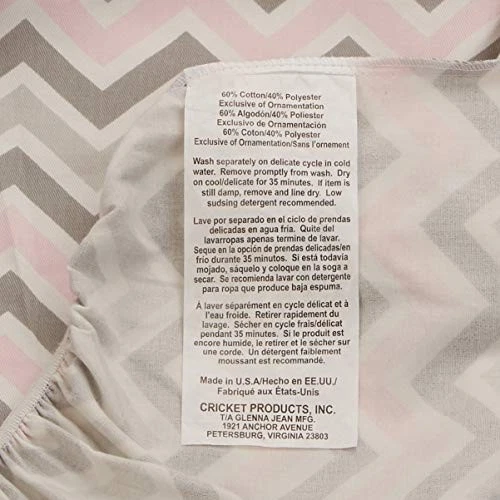 60% Cotton/40% Polyester
Exclusive of Ornamentation
60% Algodón/40% Poliester
Exclusivo de Ornamentación
60% Coton/40% Polyester
Exclusive of Ornamentation/Sans l'ornement
Wash separately on delicate cycle in cold
water. Remove promptly from wash. Dry
on cool/delicate for 35 minutes. If item is
still damp, remove and line dry. Low
sudsing detergent recommended.
Lave por separado en el ciclo de prendas
delicadas en agua fría. Quite del
lavarropas apenas termine de lavar.
Seque en la opción de prendas delicadas/en
frío durante 35 minutos. Si está todavía
mojado, sáquelo y coloque en la soga a
secar. Se recomienda lavar con detergente
para ropa que produce baja espuma.
À laver séparément en cycle délicat et à
l'eau froide. Retirer rapidement du
lavage. Sécher en cycle frais/délicat
pendant 35 minutes. Si le produit est
encore humide, le retirer et le sécher sur
une corde. Un détergent faiblement
moussant est recommandé.
Made in U.S.A/Hecho en EE.UU./
Fabriqué aux États-Unis
CRICKET PRODUCTS, INC.
T/A GLENNA JEAN MFG.
1921 ANCHOR AVENUE
PETERSBURG, VIRGINIA 23803